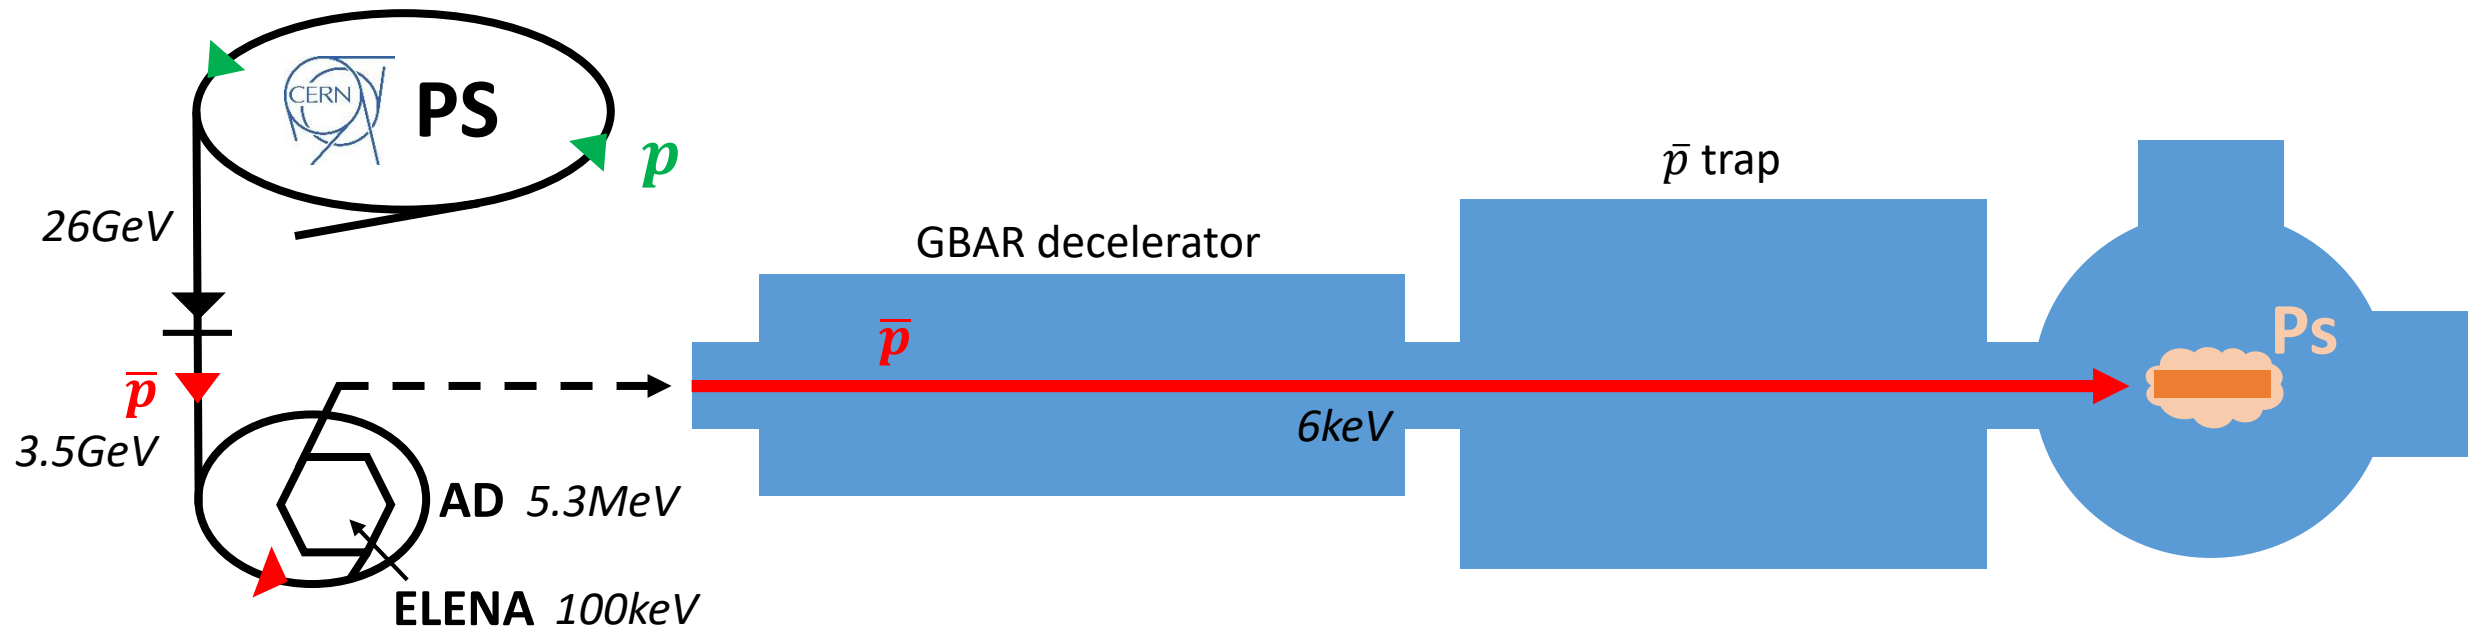 CERN
PS
p
26GeV
p̄
3.5GeV
AD 5.3MeV
ELENA 100keV
GBAR decelerator
p̄
6keV
p̄ trap
Ps